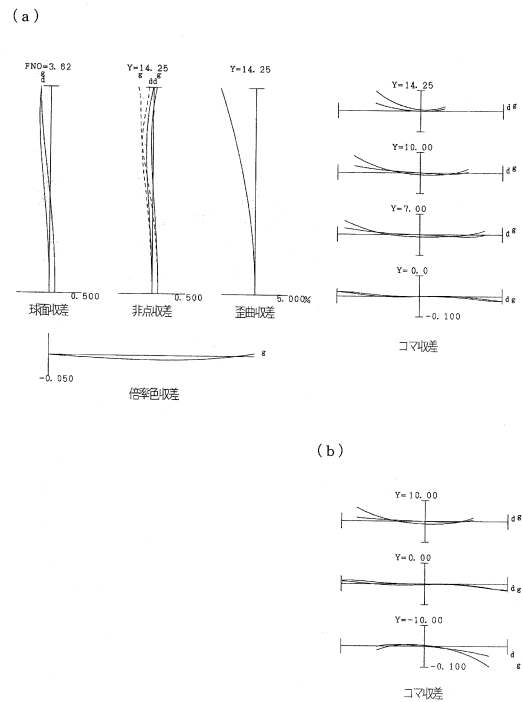 (a)
FNO=3.62
g
d
0.500
球面収差
Y=14.25
g d d g
0.500
非点収差
Y=14.25
5.000%
歪曲収差
g
-0.050
倍率色収差
Y=14.25
d g
Y=10.00
d g
Y=7.00
d g
Y=0.0
d g
-0.100
コマ収差
(b)
Y=10.00
d g
Y=0.00
d g
Y=-10.00
d
g
-0.100
コマ収差